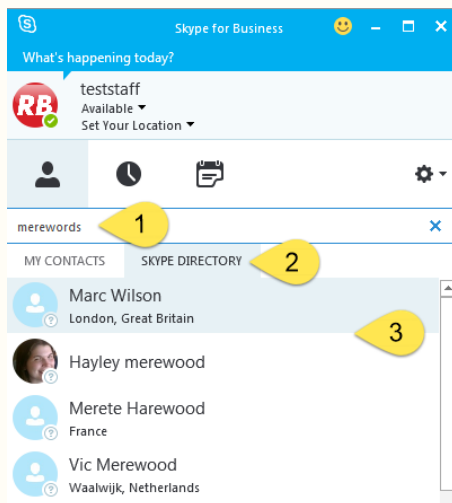 Skype for Business
What's happening today?
teststaff
RB
Available
Set Your Location
merewords
1
MY CONTACTS
SKYPE DIRECTORY
2
Marc Wilson
London, Great Britain
3
Hayley merewood
Merete Harewood
France
Vic Merewood
Waalwijk, Netherlands